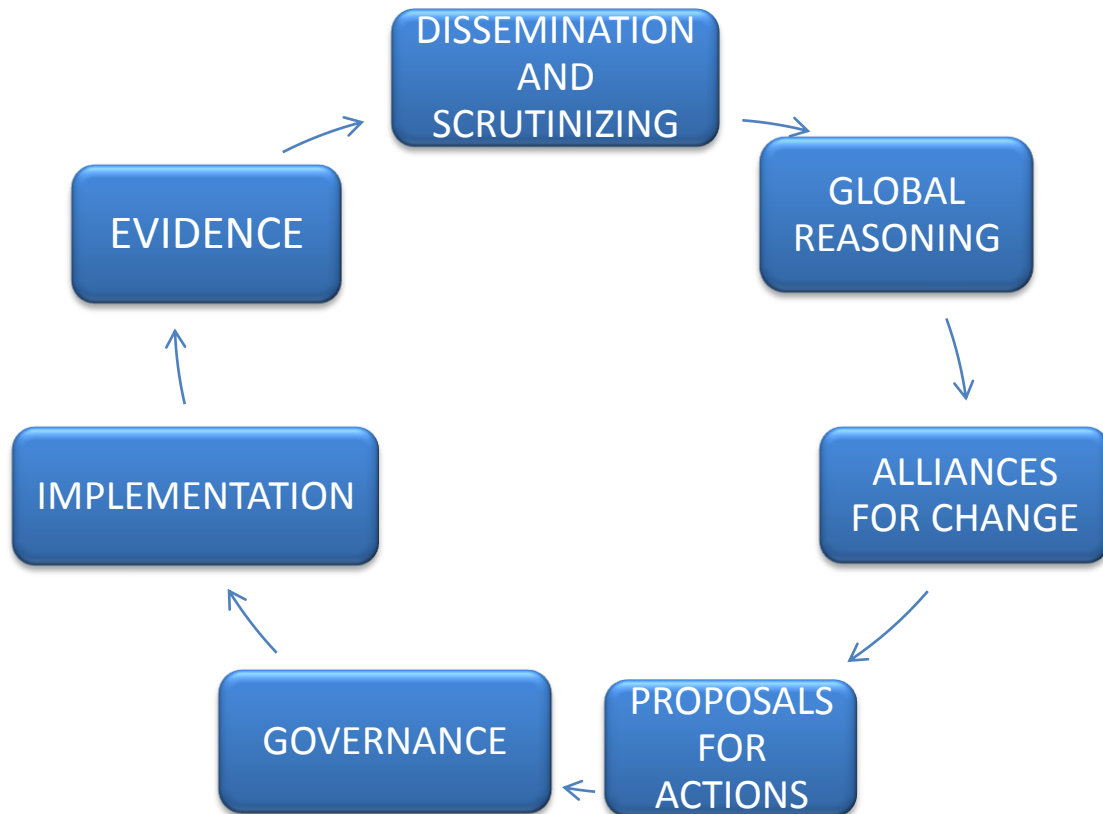 DISSEMINATION
AND
SCRUTINIZING
GLOBAL
REASONING
ALLIANCES
FOR CHANGE
PROPOSALS
FOR
ACTIONS
GOVERNANCE
IMPLEMENTATION
EVIDENCE